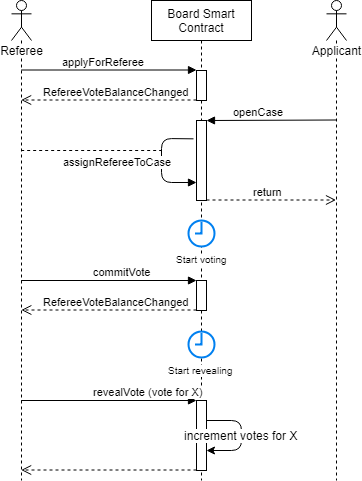 Board Smart
Contract
Referee
Applicant
applyForReferee
RefereeVoteBalanceChanged
openCase
assignRefereeToCase
return
Start voting
commitVote
RefereeVoteBalanceChanged
Start revealing
revealVote (vote for X)
increment votes for X